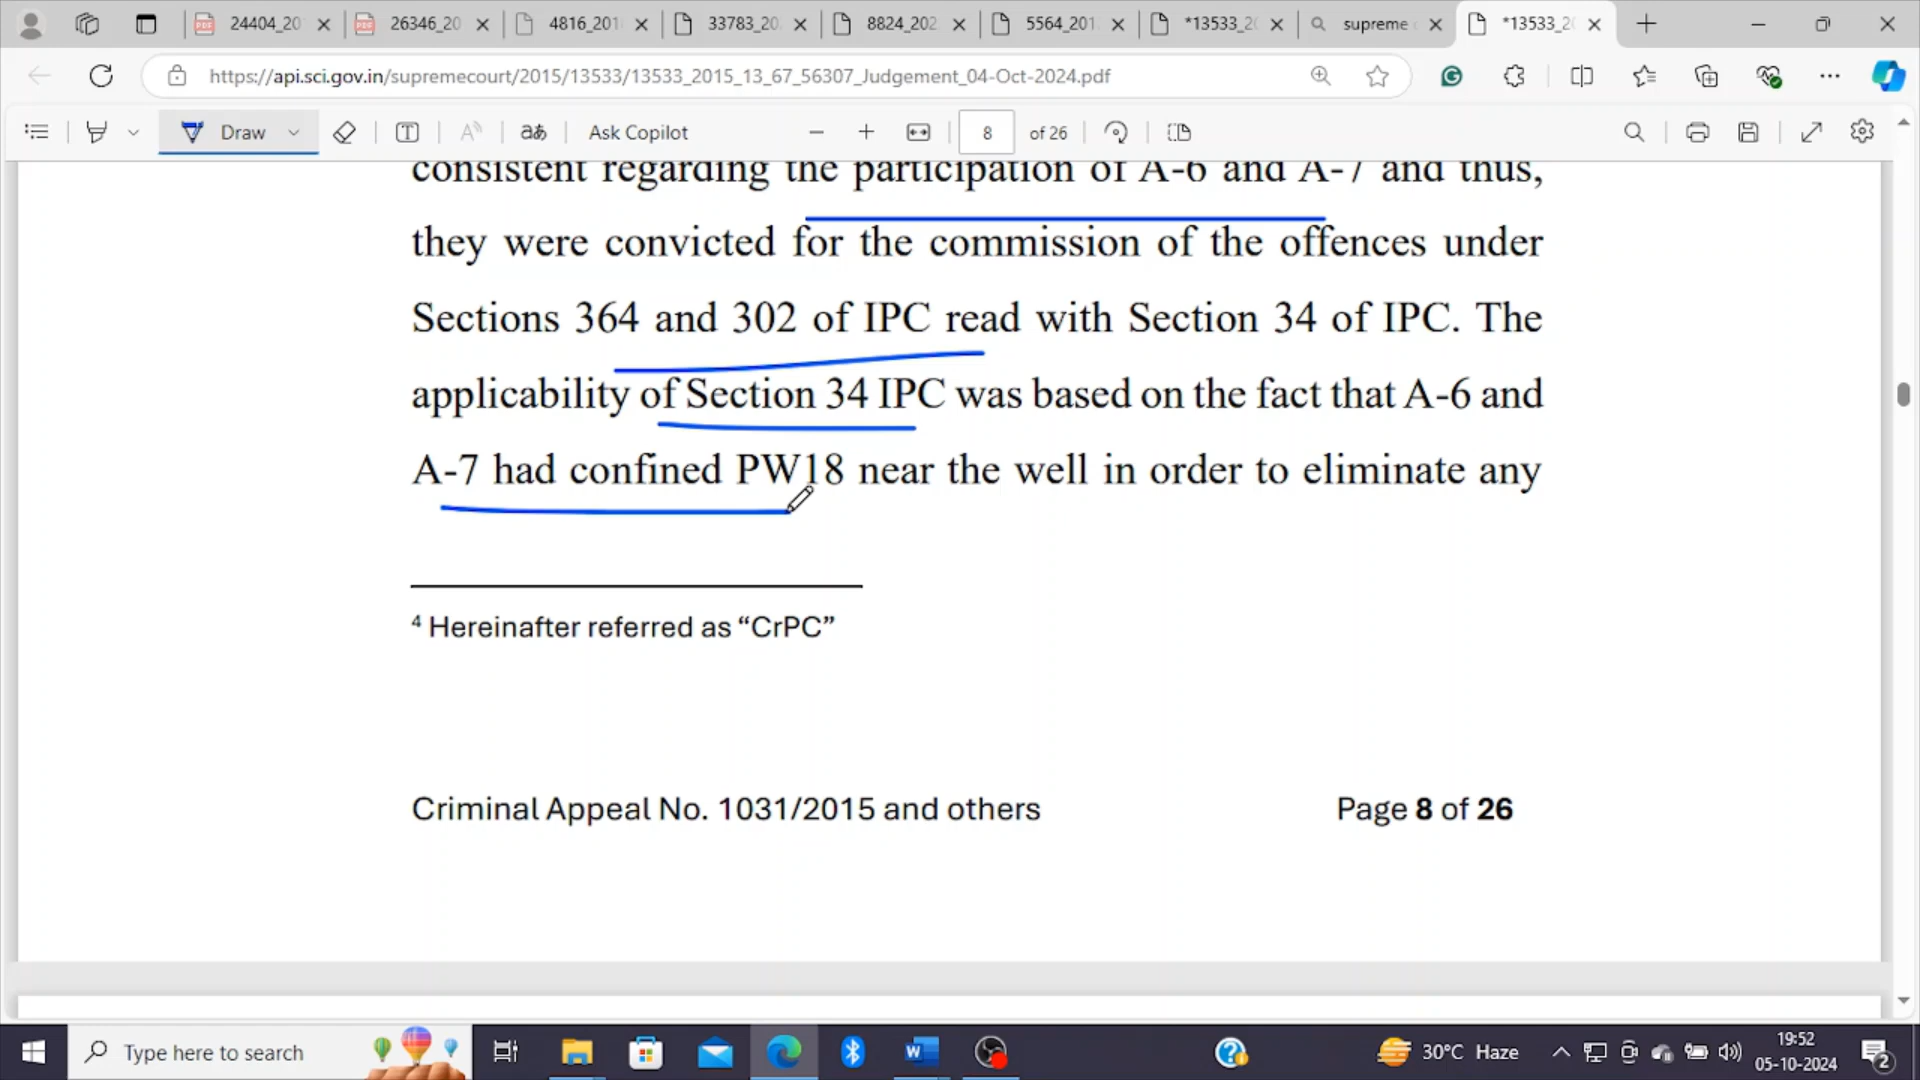 24404_20
26346_20
4816_201
33783_20
8824_202
5564_201
*13533_2
supreme
*13533_20
https://api.sci.gov.in/supremecourt/2015/13533/13533_2015_13_67_56307_Judgement_04-Oct-2024.pdf
Draw
Ask Copilot
8
of 26
consistent regarding the participation of A-6 and A-7 and thus,
they were convicted for the commission of the offences under
Sections 364 and 302 of IPC read with Section 34 of IPC. The
applicability of Section 34 IPC was based on the fact that A-6 and
A-7 had confined PW18 near the well in order to eliminate any
4 Hereinafter referred as “CrPC”
Criminal Appeal No. 1031/2015 and others
Page 8 of 26
Type here to search
30°C Haze
19:52
05-10-2024
2